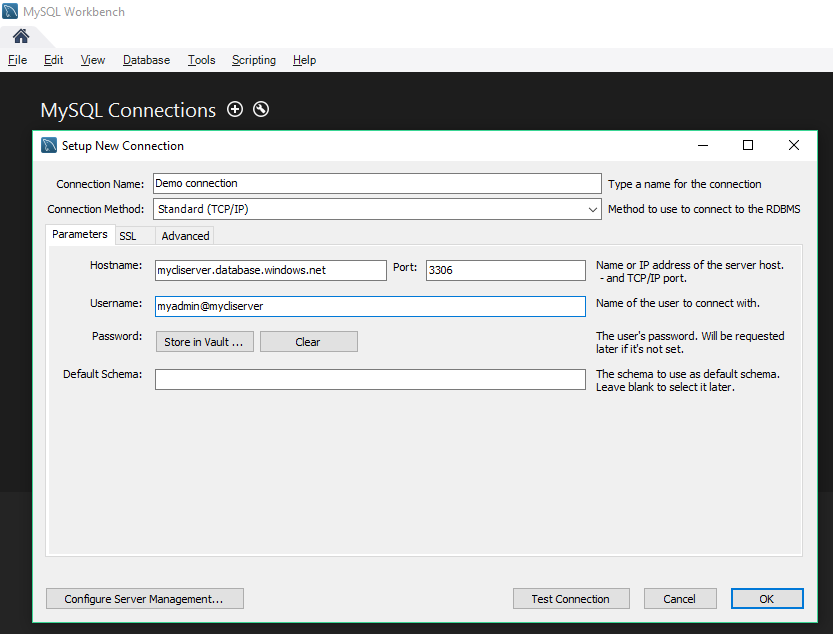 MySQL Workbench
File Edit View Database Tools Scripting Help
MySQL Connections
Setup New Connection
Connection Name: Demo connection Type a name for the connection
Connection Method: Standard (TCP/IP) Method to use to connect to the RDBMS
Parameters SSL Advanced
Hostname: mycliserver.database.windows.net Port: 3306 Name or IP address of the server host.
- and TCP/IP port.
Username: myadmin@mycliserver Name of the user to connect with.
Password: Store in Vault ... Clear The user's password. Will be requested
later if it's not set.
Default Schema: The schema to use as default schema.
Leave blank to select it later.
Configure Server Management... Test Connection Cancel OK